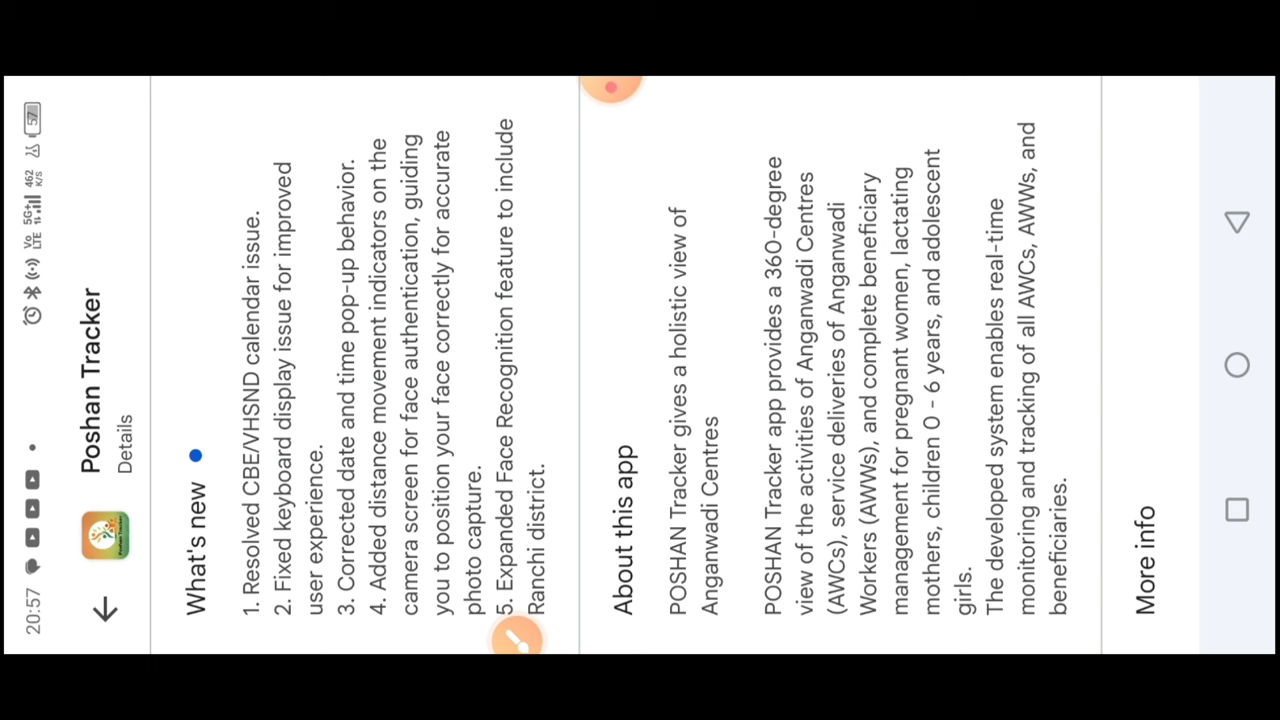 20:57
5G+
462
Vo
LTE
K/S
57
Poshan Tracker
Details
What's new
1. Resolved CBE/VHSND calendar issue.
2. Fixed keyboard display issue for improved
user experience.
3. Corrected date and time pop-up behavior.
4. Added distance movement indicators on the
camera screen for face authentication, guiding
you to position your face correctly for accurate
photo capture.
5. Expanded Face Recognition feature to include
Ranchi district.
About this app
POSHAN Tracker gives a holistic view of
Anganwadi Centres
POSHAN Tracker app provides a 360-degree
view of the activities of Anganwadi Centres
(AWCs), service deliveries of Anganwadi
Workers (AWWs), and complete beneficiary
management for pregnant women, lactating
mothers, children 0 - 6 years, and adolescent
girls.
The developed system enables real-time
monitoring and tracking of all AWCs, AWWs, and
beneficiaries.
More info